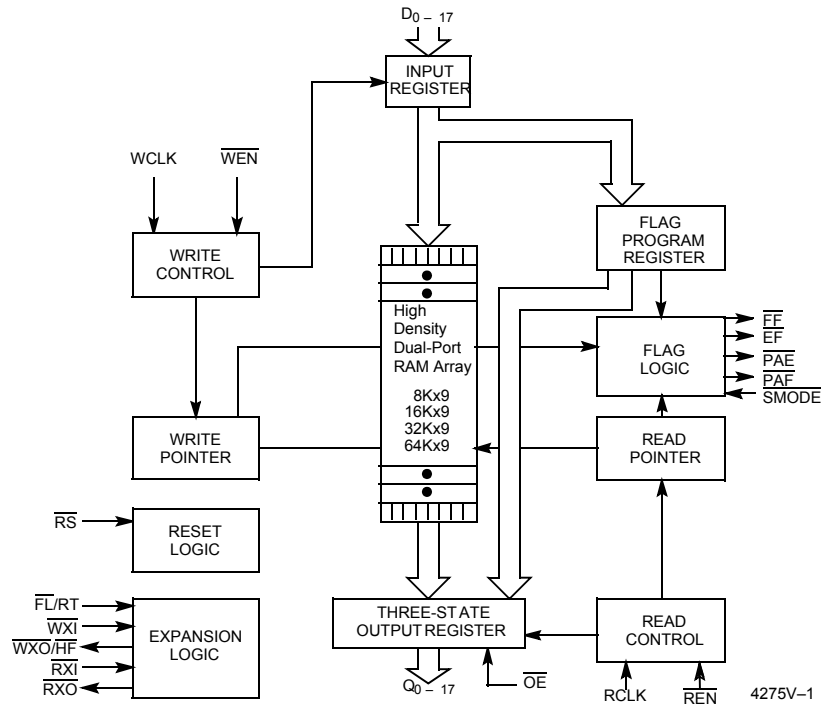 D0 – 17
INPUT
REGISTER
WCLK
WEN
WRITE
CONTROL
FLAG
PROGRAM
REGISTER
High
Density
Dual-Port
RAM Array
8Kx9
16Kx9
32Kx9
64Kx9
FLAG
LOGIC
FF
EF
PAE
PAF
SMODE
WRITE
POINTER
READ
POINTER
RS
RESET
LOGIC
FL/RT
WXI
WXO/HF
RXI
RXO
EXPANSION
LOGIC
THREE-STATE
OUTPUT REGISTER
READ
CONTROL
Q0 – 17
OE
RCLK
REN
4275V–1